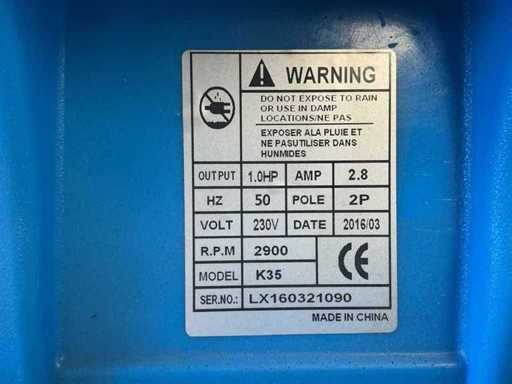 WARNING
DO NOT EXPOSE TO RAIN
OR USE IN DAMP
LOCATIONS/NE PAS
EXPOSER ALA PLUIE ET
NE PASUTILISER DANS
HUNMIDES
OUTPUT 1.0HP AMP 2.8
HZ 50 POLE 2P
VOLT 230V DATE 2016/03
R.P.M 2900
MODEL K35
CE
SER.NO.: LX160321090
MADE IN CHINA